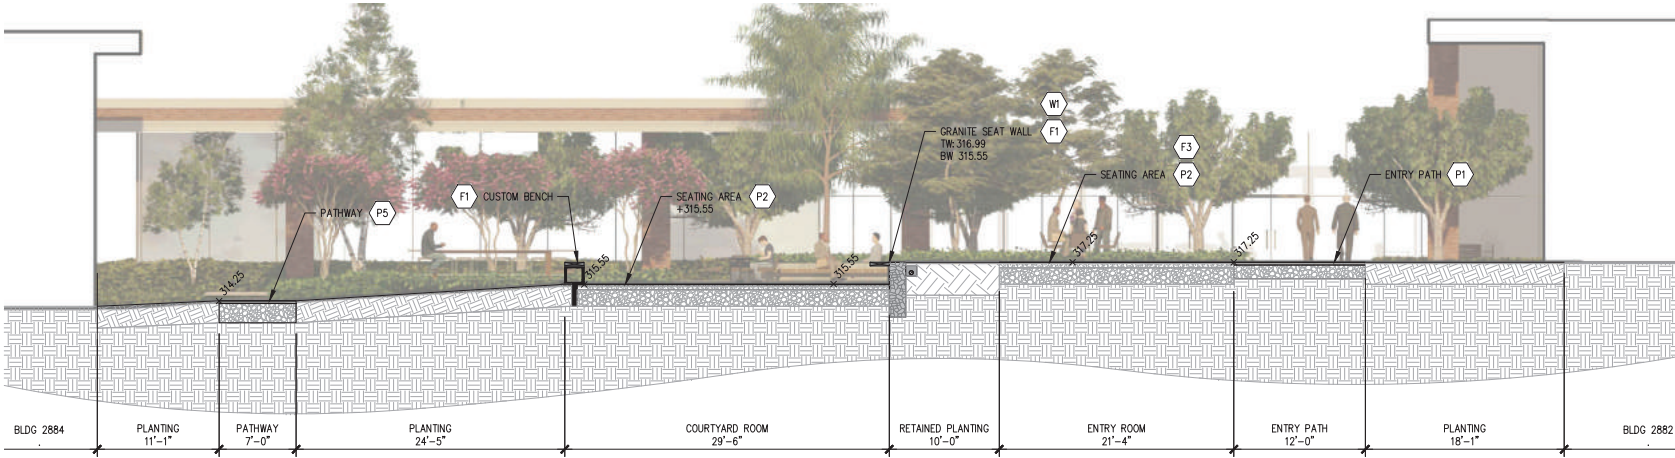 W1
GRANITE SEAT WALL F1
TW: 316.99
BW 315.55
F3
SEATING AREA P2
ENTRY PATH P1
F1 CUSTOM BENCH
SEATING AREA P2
+315.55
PATHWAY P5
+314.25
+315.55
+315.55
+317.25
+317.25
BLDG 2884
PLANTING
11'-1"
PATHWAY
7'-0"
PLANTING
24'-5"
COURTYARD ROOM
29'-6"
RETAINED PLANTING
10'-0"
ENTRY ROOM
21'-4"
ENTRY PATH
12'-0"
PLANTING
18'-1"
BLDG 2882